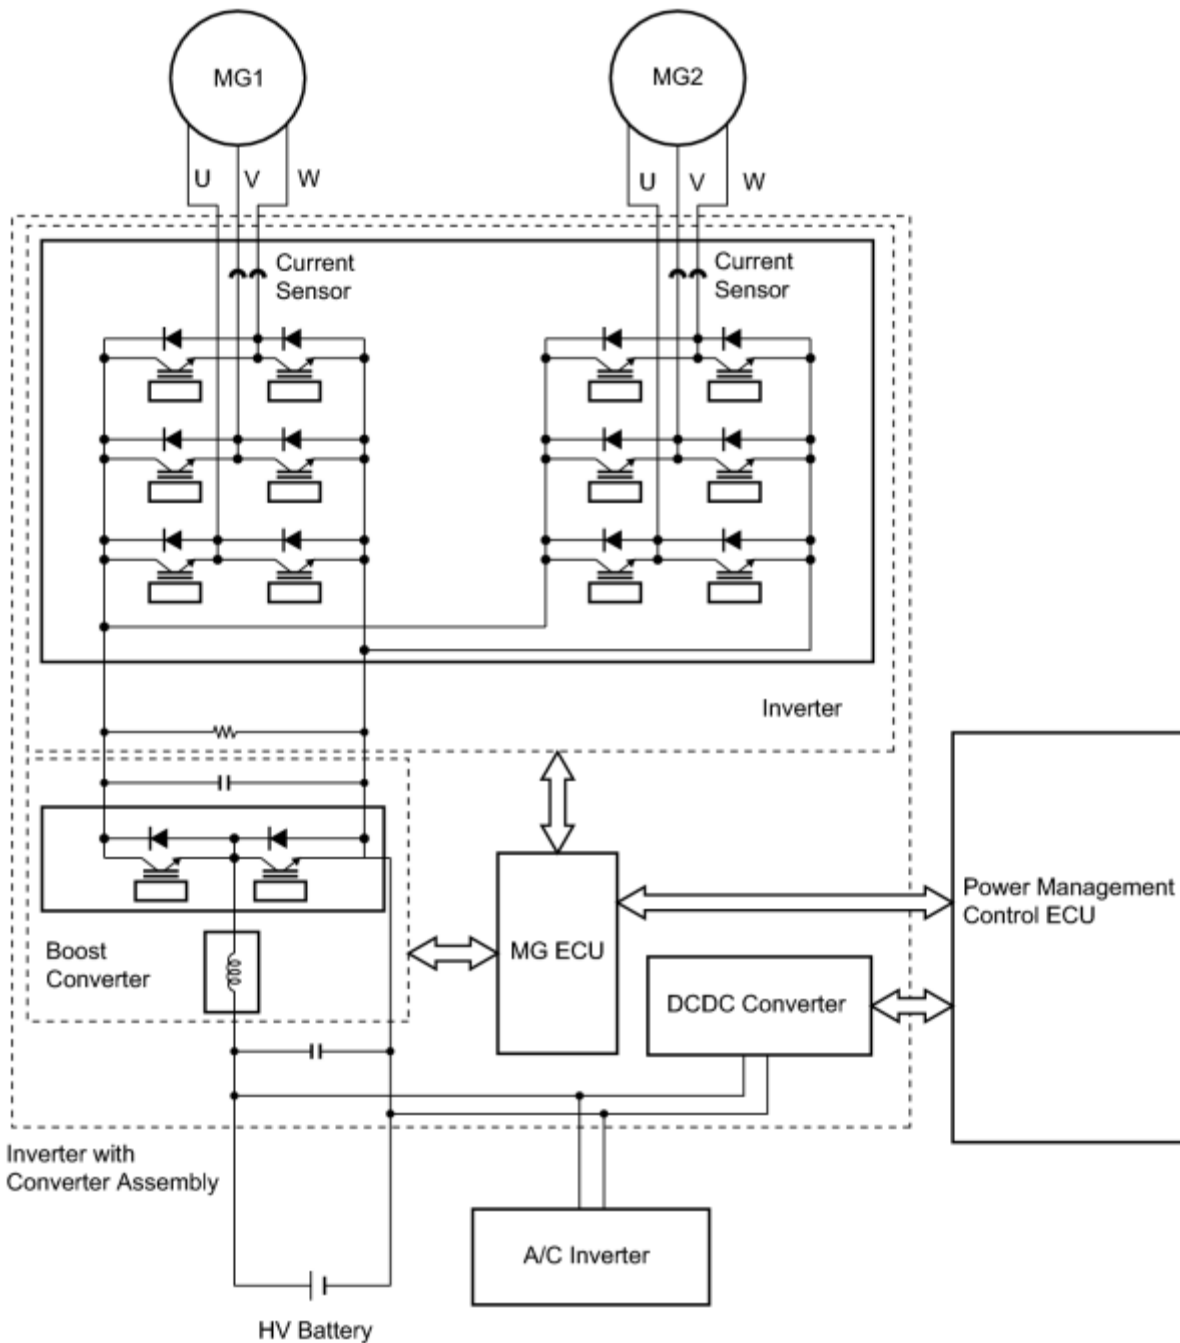 MG1
MG2
U V W
U V W
Current
Sensor
Current
Sensor
Inverter
Boost
Converter
MG ECU
Power Management
Control ECU
DCDC Converter
Inverter with
Converter Assembly
A/C Inverter
HV Battery